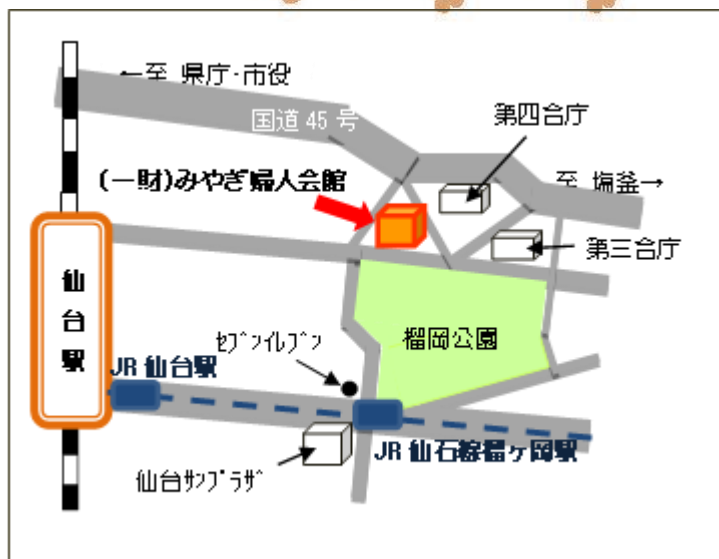 ←至 県庁・市役
国道 45 号
第四合庁
(一財)みやぎ婦人会館
至 塩釜→
第三合庁
仙台駅
榴岡公園
ｾﾌﾞﾝｲﾚﾌﾞﾝ
JR 仙台駅
JR 仙石線榴ヶ岡駅
仙台ｻﾝﾌﾟﾗｻﾞ